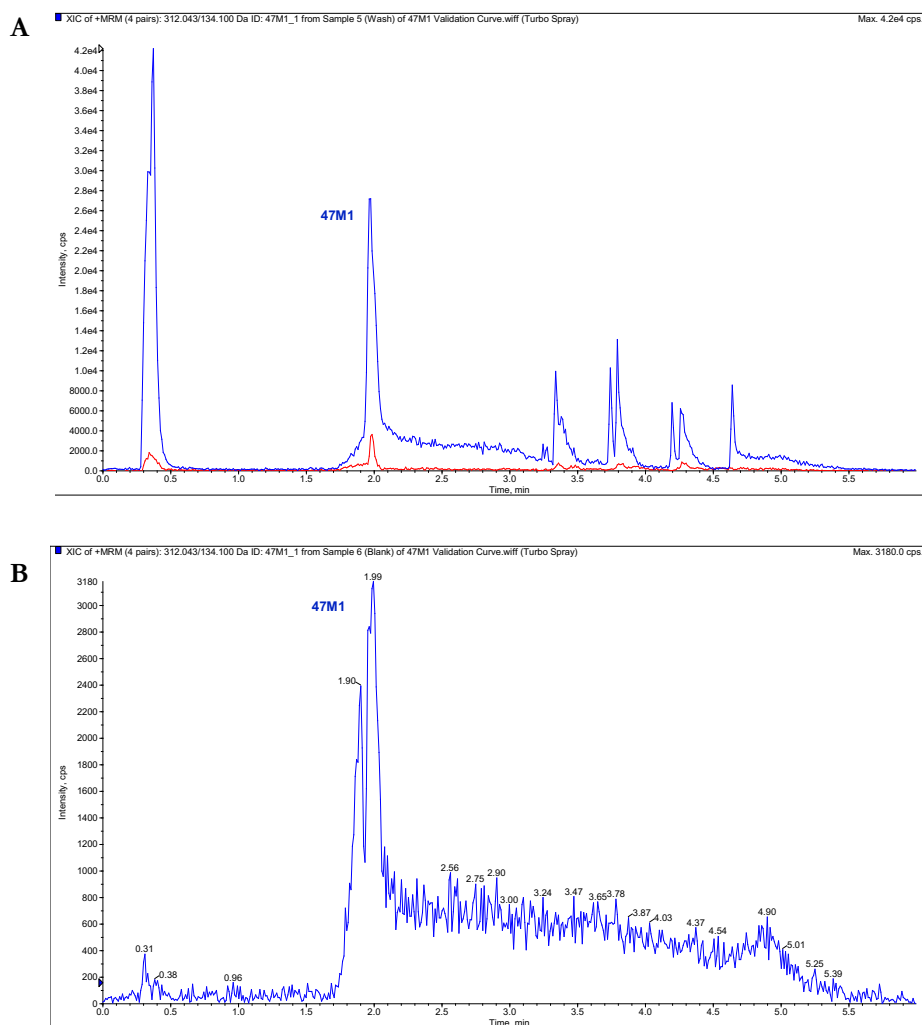 A
XIC of +MRM (4 pairs): 312.043/134.100 Da ID: 47M1_1 from Sample 5 (Wash) of 47M1 Validation Curve.wiff (Turbo Spray) Max. 4.2e4 cps.
4.2e4
4.0e4
3.8e4
3.6e4
3.4e4
3.2e4
3.0e4
2.8e4
2.6e4
2.4e4
2.2e4
2.0e4
1.8e4
1.6e4
1.4e4
1.2e4
1.0e4
8000.0
6000.0
4000.0
2000.0
0.0
Intensity, cps
47M1
0.0 0.5 1.0 1.5 2.0 2.5 3.0 3.5 4.0 4.5 5.0 5.5
Time, min
B
XIC of +MRM (4 pairs): 312.043/134.100 Da ID: 47M1_1 from Sample 6 (Blank) of 47M1 Validation Curve.wiff (Turbo Spray) Max. 3180.0 cps.
3180
3000
2800
2600
2400
2200
2000
1800
1600
1400
1200
1000
800
600
400
200
0
Intensity, cps
47M1
1.99
1.90
0.31
0.38
0.96
2.56
2.75
2.90
3.00
3.24
3.47
3.65
3.78
3.87
4.03
4.37
4.54
4.90
5.01
5.25
5.39
0.0 0.5 1.0 1.5 2.0 2.5 3.0 3.5 4.0 4.5 5.0 5.5
Time, min